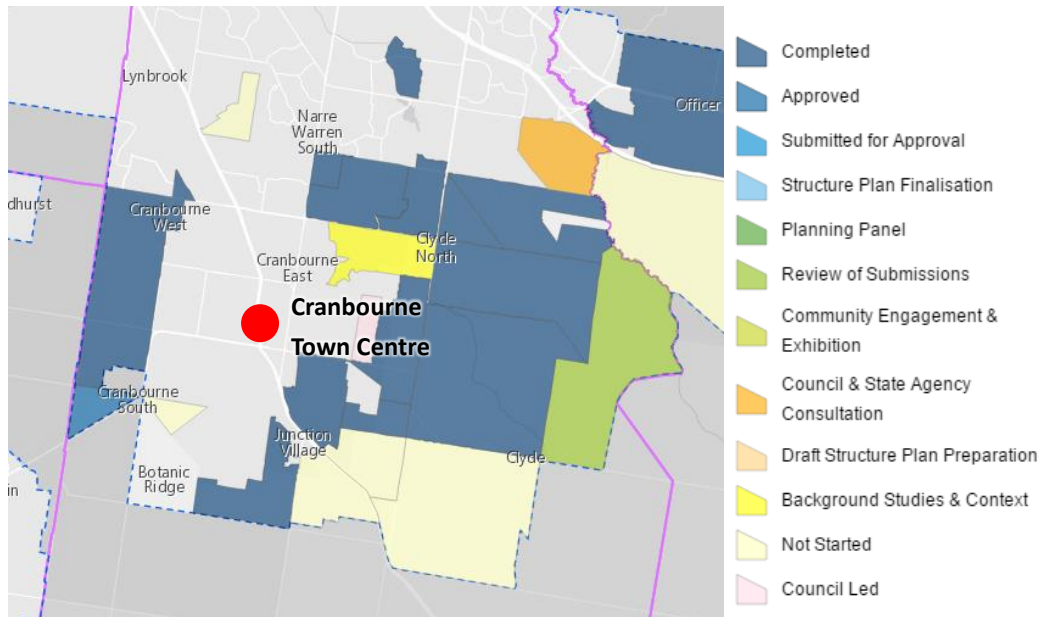 Lynbrook
Narre
Warren
South
Officer
dhurst
Cranbourne
West
Clyde
North
Cranbourne
East
Cranbourne
Town Centre
Cranbourne
South
Junction
Village
Clyde
Botanic
Ridge
in
Completed
Approved
Submitted for Approval
Structure Plan Finalisation
Planning Panel
Review of Submissions
Community Engagement &
Exhibition
Council & State Agency
Consultation
Draft Structure Plan Preparation
Background Studies & Context
Not Started
Council Led